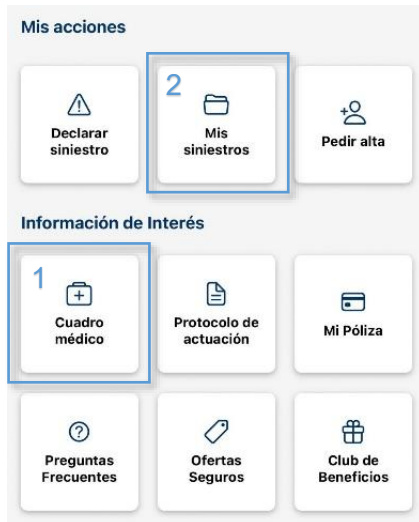 Mis acciones
2
Declarar
siniestro
Mis
siniestros
Pedir alta
Información de Interés
1
Cuadro
médico
Protocolo de
actuación
Mi Póliza
Preguntas
Frecuentes
Ofertas
Seguros
Club de
Beneficios